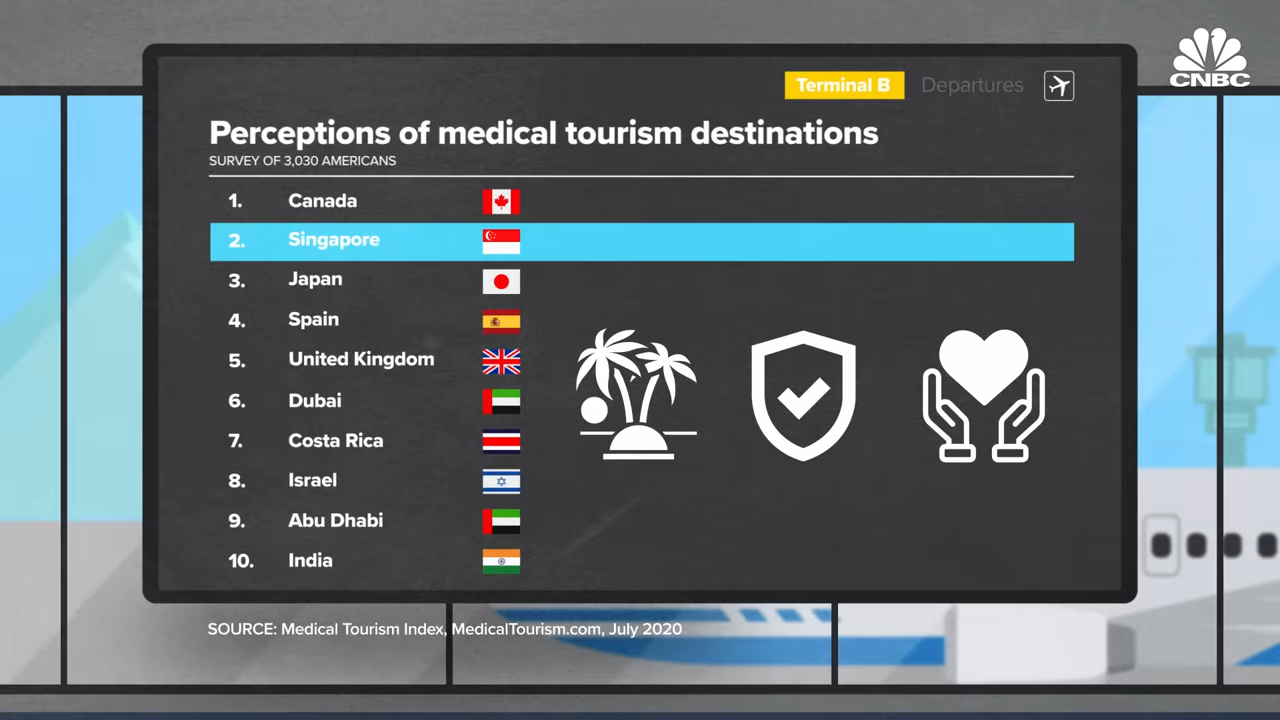 CNBC
Terminal B Departures
Perceptions of medical tourism destinations
SURVEY OF 3,030 AMERICANS
1. Canada
2. Singapore
3. Japan
4. Spain
5. United Kingdom
6. Dubai
7. Costa Rica
8. Israel
9. Abu Dhabi
10. India
SOURCE: Medical Tourism Index, MedicalTourism.com, July 2020